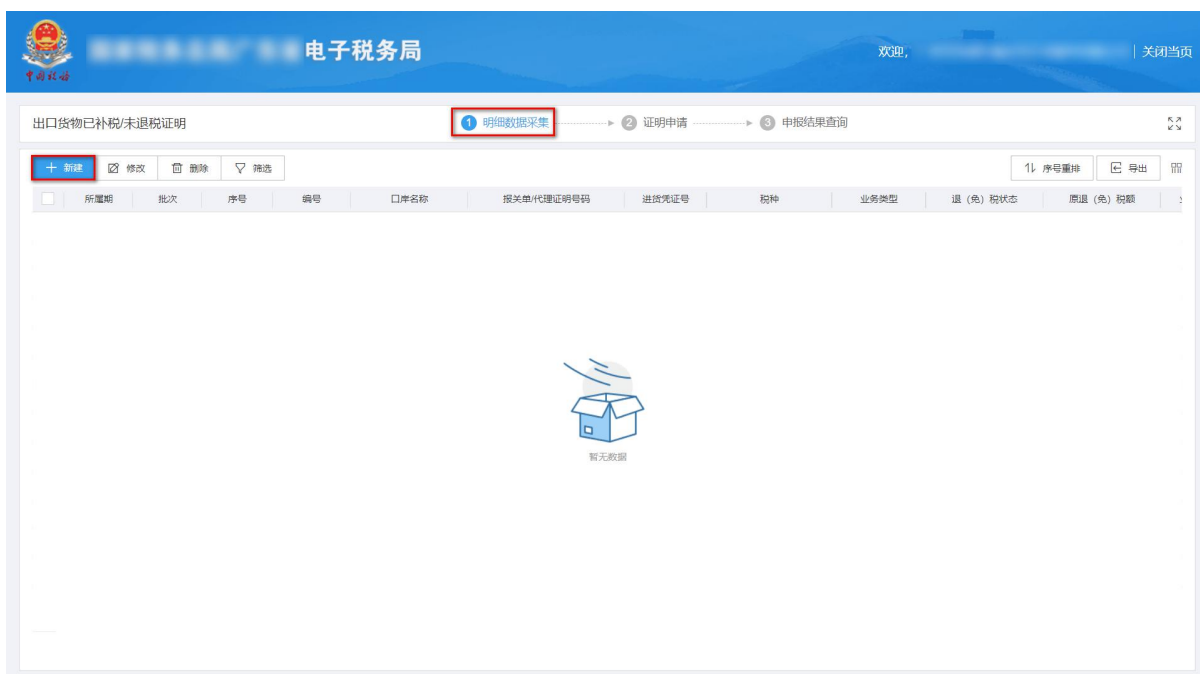 中国税务
电子税务局
欢迎,
关闭当页
出口货物已补税/未退税证明
1 明细数据采集
2 证明申请
3 申报结果查询
新建 修改 删除 筛选
序号重排 导出
所属期 批次 序号 编号 口岸名称 报关单/代理证明号码 进货凭证号 税种 业务类型 退（免）税状态 原退（免）税额
暂无数据